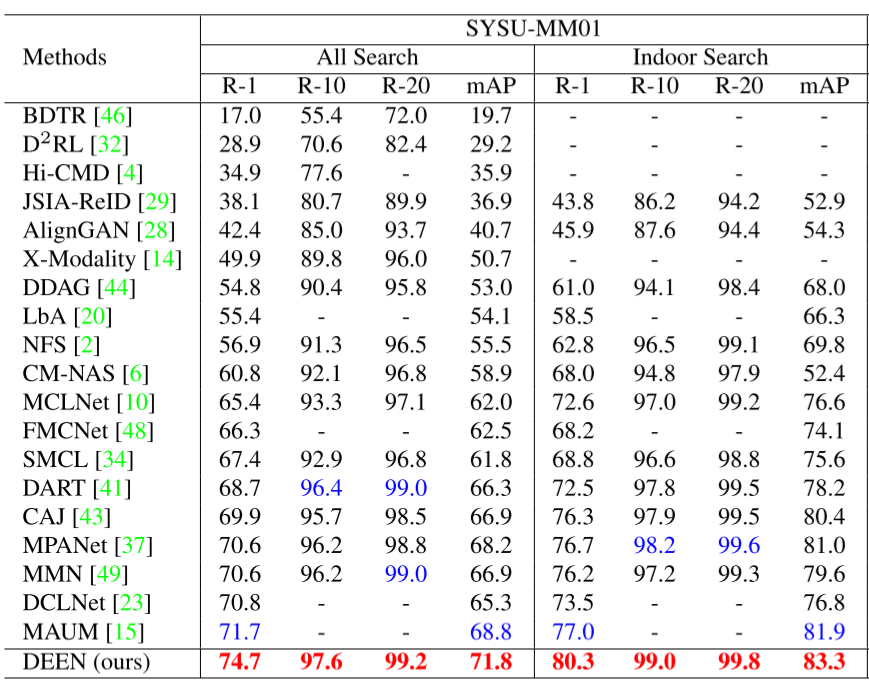 SYSU-MM01
Methods All Search Indoor Search
R-1 R-10 R-20 mAP R-1 R-10 R-20 mAP
BDTR [46] 17.0 55.4 72.0 19.7 - - - -
D²RL [32] 28.9 70.6 82.4 29.2 - - - -
Hi-CMD [4] 34.9 77.6 - 35.9 - - - -
JSIA-ReID [29] 38.1 80.7 89.9 36.9 43.8 86.2 94.2 52.9
AlignGAN [28] 42.4 85.0 93.7 40.7 45.9 87.6 94.4 54.3
X-Modality [14] 49.9 89.8 96.0 50.7 - - - -
DDAG [44] 54.8 90.4 95.8 53.0 61.0 94.1 98.4 68.0
LbA [20] 55.4 - - 54.1 58.5 - - 66.3
NFS [2] 56.9 91.3 96.5 55.5 62.8 96.5 99.1 69.8
CM-NAS [6] 60.8 92.1 96.8 58.9 68.0 94.8 97.9 52.4
MCLNet [10] 65.4 93.3 97.1 62.0 72.6 97.0 99.2 76.6
FMCNet [48] 66.3 - - 62.5 68.2 - - 74.1
SMCL [34] 67.4 92.9 96.8 61.8 68.8 96.6 98.8 75.6
DART [41] 68.7 96.4 99.0 66.3 72.5 97.8 99.5 78.2
CAJ [43] 69.9 95.7 98.5 66.9 76.3 97.9 99.5 80.4
MPANet [37] 70.6 96.2 98.8 68.2 76.7 98.2 99.6 81.0
MMN [49] 70.6 96.2 99.0 66.9 76.2 97.2 99.3 79.6
DCLNet [23] 70.8 - - 65.3 73.5 - - 76.8
MAUM [15] 71.7 - - 68.8 77.0 - - 81.9
DEEN (ours) 74.7 97.6 99.2 71.8 80.3 99.0 99.8 83.3